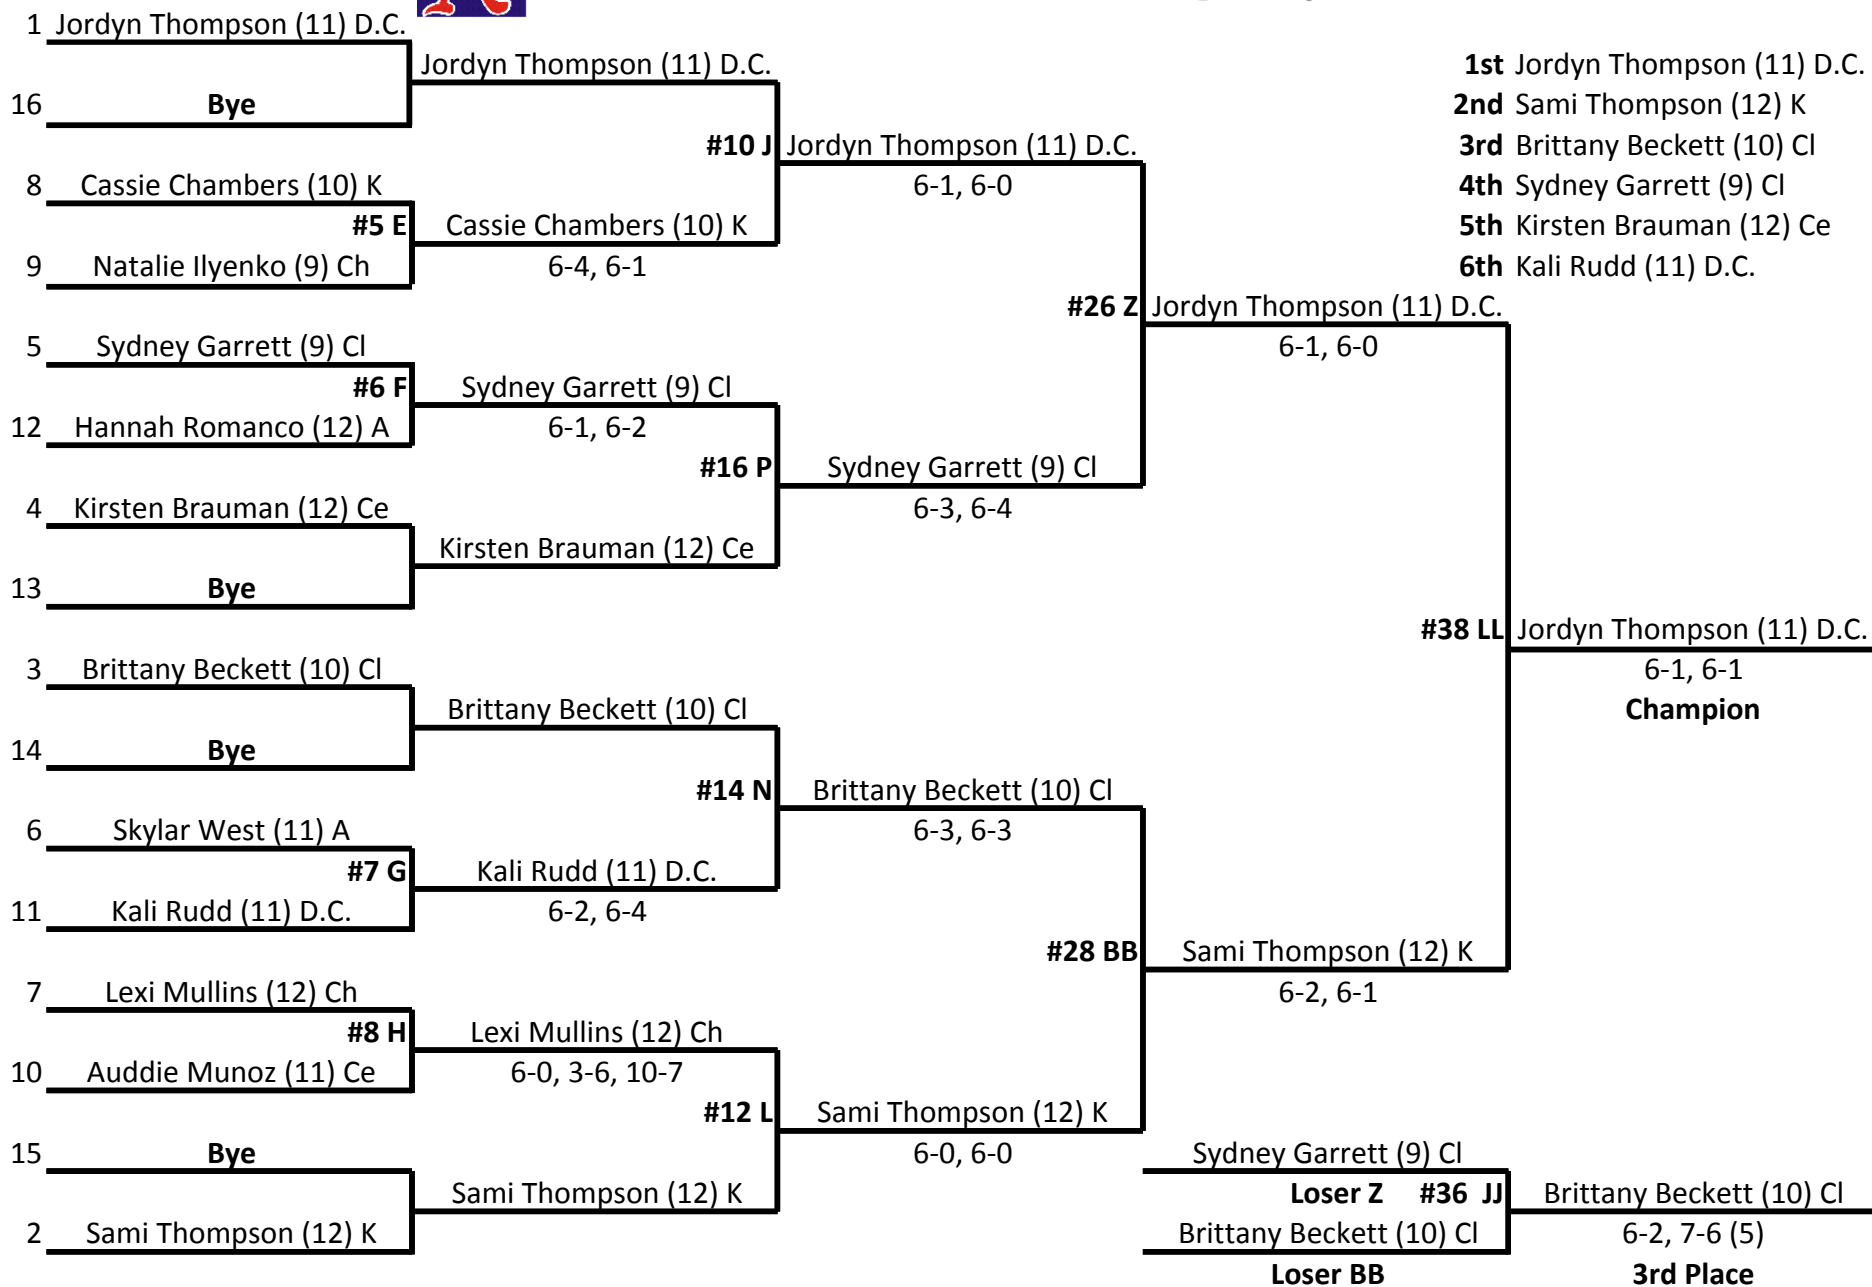 1 Jordyn Thompson (11) D.C.
Jordyn Thompson (11) D.C.
16 Bye
#10 J Jordyn Thompson (11) D.C.
6-1, 6-0
8 Cassie Chambers (10) K
#5 E Cassie Chambers (10) K
6-4, 6-1
9 Natalie Ilyenko (9) Ch
#26 Z Jordyn Thompson (11) D.C.
6-1, 6-0
5 Sydney Garrett (9) Cl
#6 F Sydney Garrett (9) Cl
6-1, 6-2
12 Hannah Romanco (12) A
#16 P Sydney Garrett (9) Cl
6-3, 6-4
4 Kirsten Brauman (12) Ce
Kirsten Brauman (12) Ce
13 Bye
#38 LL Jordyn Thompson (11) D.C.
6-1, 6-1
Champion
3 Brittany Beckett (10) Cl
Brittany Beckett (10) Cl
14 Bye
#14 N Brittany Beckett (10) Cl
6-3, 6-3
6 Skylar West (11) A
#7 G Kali Rudd (11) D.C.
6-2, 6-4
11 Kali Rudd (11) D.C.
#28 BB Sami Thompson (12) K
6-2, 6-1
7 Lexi Mullins (12) Ch
#8 H Lexi Mullins (12) Ch
6-0, 3-6, 10-7
10 Auddie Munoz (11) Ce
#12 L Sami Thompson (12) K
6-0, 6-0
15 Bye
Sami Thompson (12) K
2 Sami Thompson (12) K
1st Jordyn Thompson (11) D.C.
2nd Sami Thompson (12) K
3rd Brittany Beckett (10) Cl
4th Sydney Garrett (9) Cl
5th Kirsten Brauman (12) Ce
6th Kali Rudd (11) D.C.
Sydney Garrett (9) Cl
Loser Z #36 JJ Brittany Beckett (10) Cl
Brittany Beckett (10) Cl 6-2, 7-6 (5)
Loser BB 3rd Place